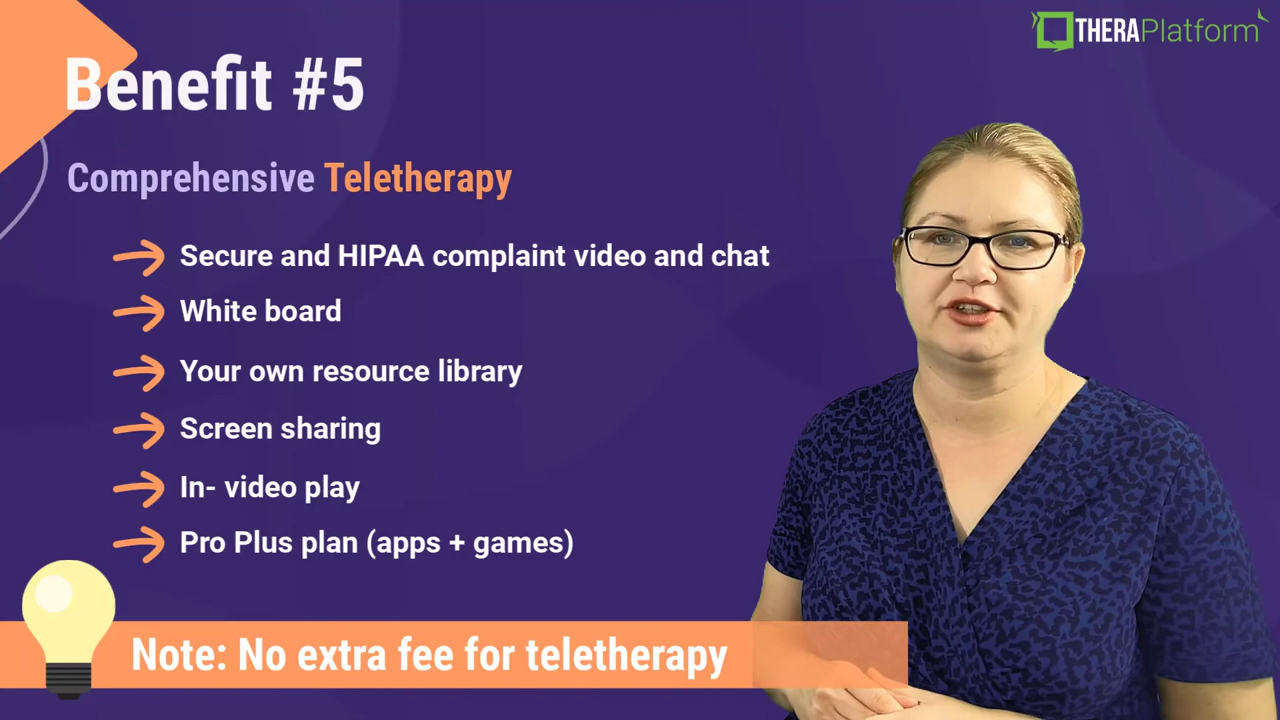 THERAPlatform
Benefit #5
Comprehensive Teletherapy
Secure and HIPAA complaint video and chat
White board
Your own resource library
Screen sharing
In- video play
Pro Plus plan (apps + games)
Note: No extra fee for teletherapy